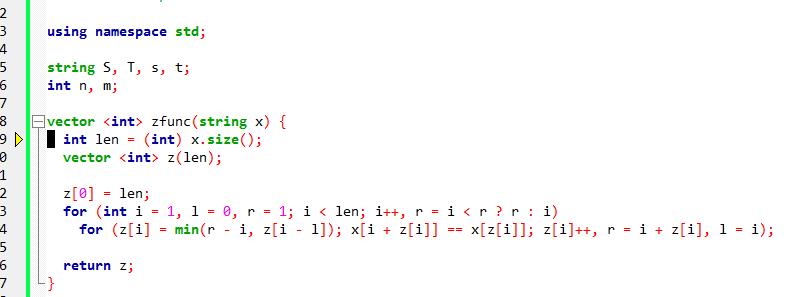 2
3 using namespace std;
4
5 string S, T, s, t;
6 int n, m;
7
8 vector <int> zfunc(string x) {
9 int len = (int) x.size();
0 vector <int> z(len);
1
2 z[0] = len;
3 for (int i = 1, l = 0, r = 1; i < len; i++, r = i < r ? r : i)
4 for (z[i] = min(r - i, z[i - l]); x[i + z[i]] == x[z[i]]; z[i]++, r = i + z[i], l = i);
5
6 return z;
7 }